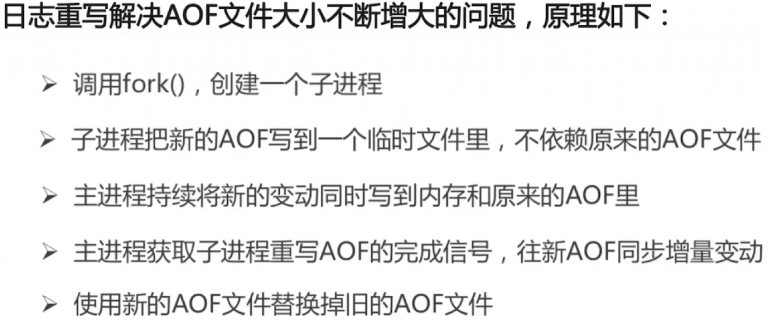 日志重写解决AOF文件大小不断增大的问题，原理如下：
➢ 调用fork()，创建一个子进程
➢ 子进程把新的AOF写到一个临时文件里，不依赖原来的AOF文件
➢ 主进程持续将新的变动同时写到内存和原来的AOF里
➢ 主进程获取子进程重写AOF的完成信号，往新AOF同步增量变动
➢ 使用新的AOF文件替换掉旧的AOF文件